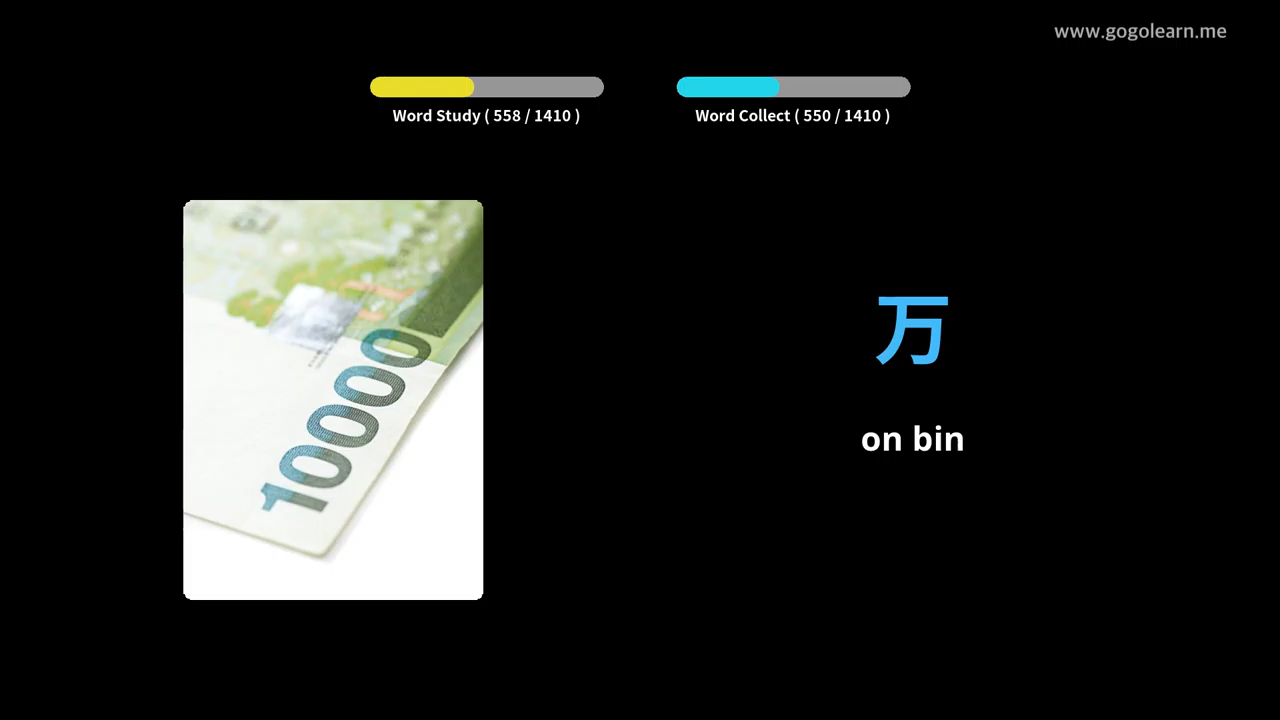 www.gogolearn.me
Word Study ( 558 / 1410 )
Word Collect ( 550 / 1410 )
10000
万
on bin